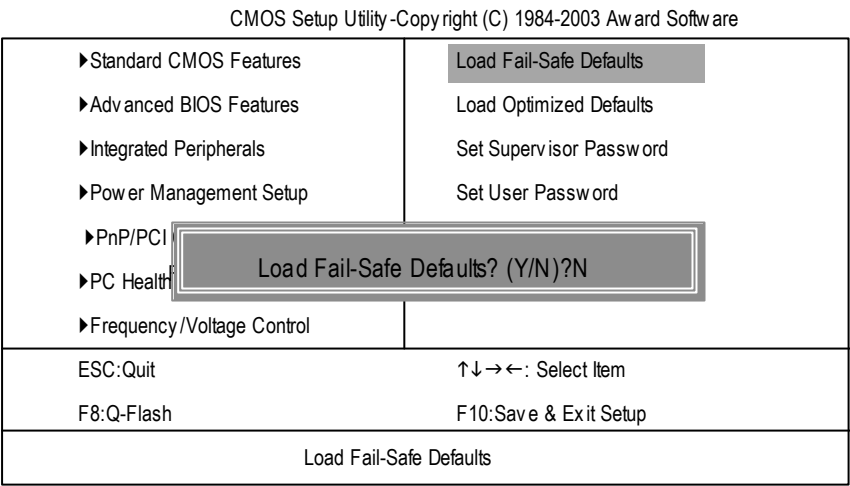 CMOS Setup Utility-Copyright (C) 1984-2003 Award Software
▶Standard CMOS Features
▶Advanced BIOS Features
▶Integrated Peripherals
▶Power Management Setup
▶PnP/PCI
▶PC Health
▶Frequency/Voltage Control
Load Fail-Safe Defaults
Load Optimized Defaults
Set Supervisor Password
Set User Password
Load Fail-Safe Defaults? (Y/N)?N
ESC:Quit
↑↓→←: Select Item
F8:Q-Flash
F10:Save & Exit Setup
Load Fail-Safe Defaults